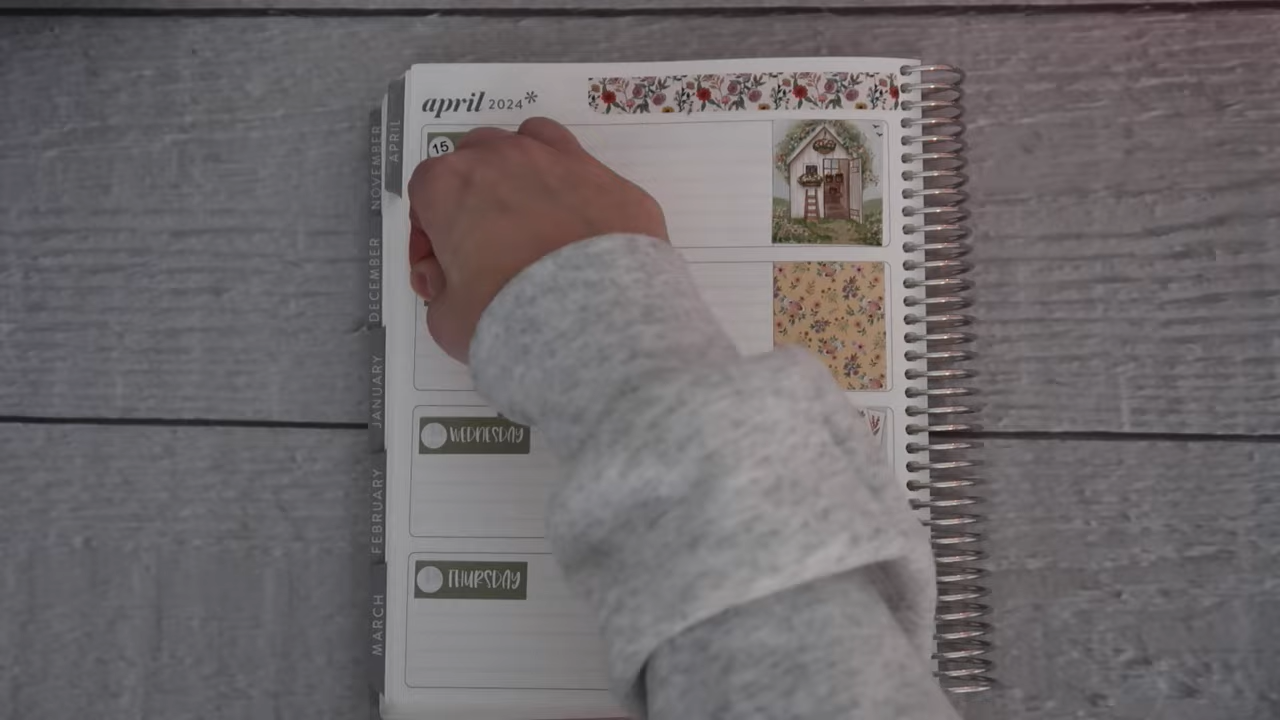 april 2024*
15
WEDNESDAY
THURSDAY
APRIL
NOVEMBER
DECEMBER
JANUARY
FEBRUARY
MARCH